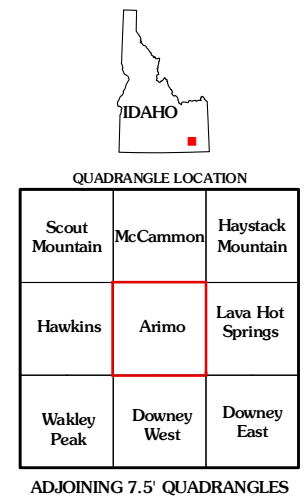 IDAHO
QUADRANGLE LOCATION
Scout
Mountain
McCammon
Haystack
Mountain
Hawkins
Arimo
Lava Hot
Springs
Wakley
Peak
Downey
West
Downey
East
ADJOINING 7.5' QUADRANGLES